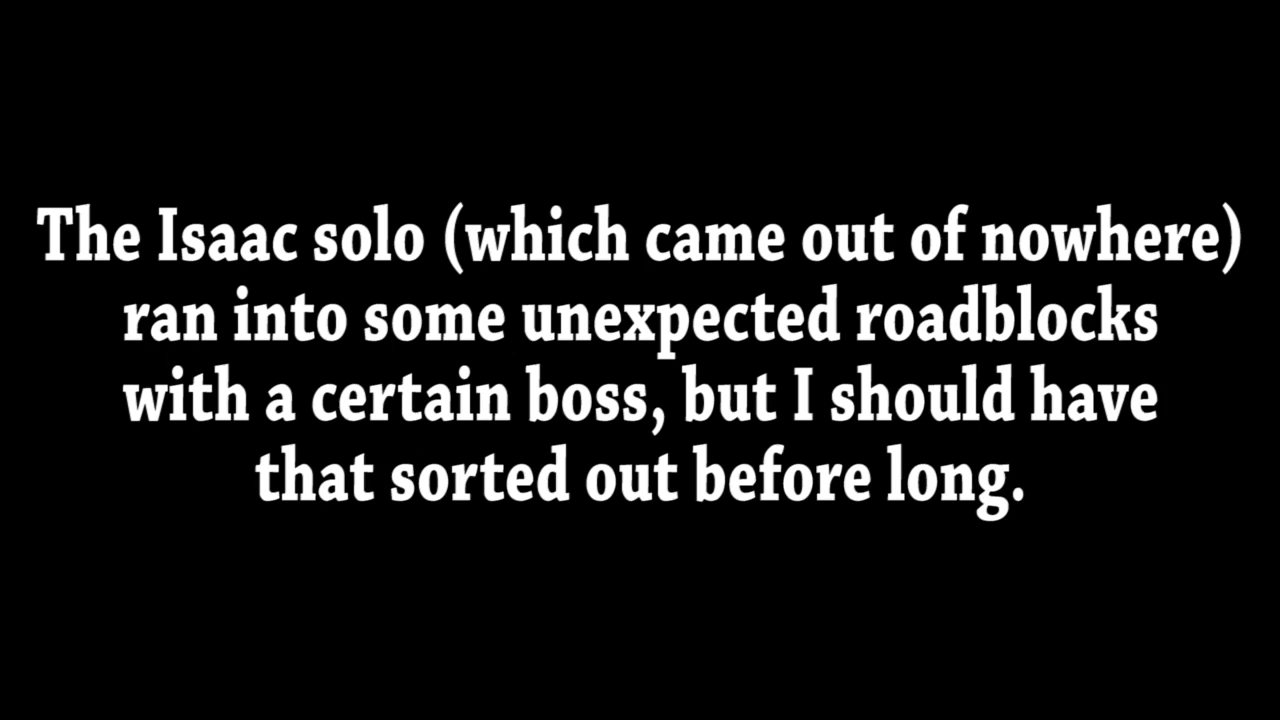 The Isaac solo (which came out of nowhere)
ran into some unexpected roadblocks
with a certain boss, but I should have
that sorted out before long.